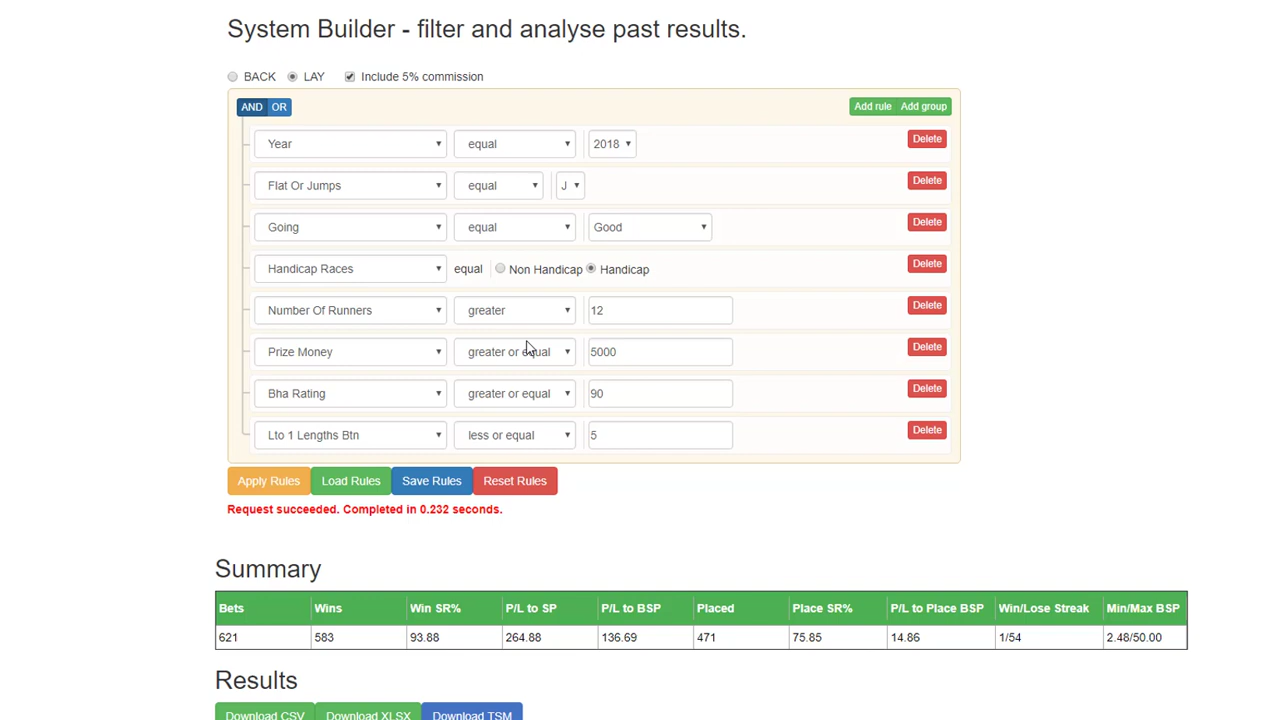 System Builder - filter and analyse past results.
BACK LAY Include 5% commission
AND OR Add rule Add group
Year equal 2018 Delete
Flat Or Jumps equal J Delete
Going equal Good Delete
Handicap Races equal Non Handicap Handicap Delete
Number Of Runners greater 12 Delete
Prize Money greater or equal 5000 Delete
Bha Rating greater or equal 90 Delete
Lto 1 Lengths Btn less or equal 5 Delete
Apply Rules Load Rules Save Rules Reset Rules
Request succeeded. Completed in 0.232 seconds.
Summary
Bets Wins Win SR% P/L to SP P/L to BSP Placed Place SR% P/L to Place BSP Win/Lose Streak Min/Max BSP
621 583 93.88 264.88 136.69 471 75.85 14.86 1/54 2.48/50.00
Results
Download CSV Download XLSX Download TSM